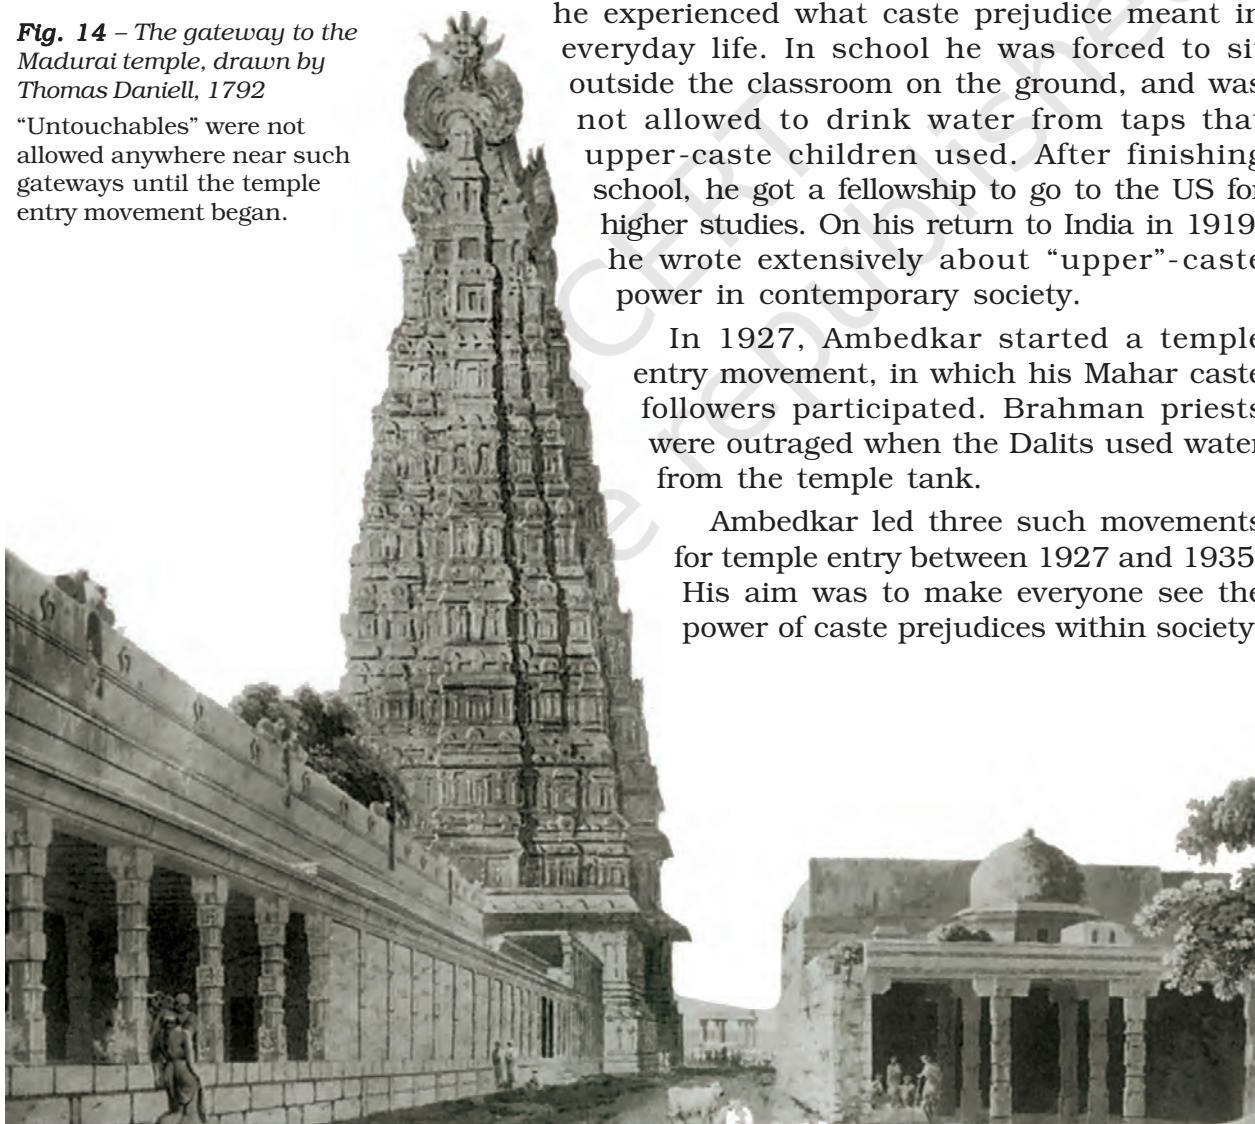 Fig. 14 – The gateway to the
Madurai temple, drawn by
Thomas Daniell, 1792
“Untouchables” were not
allowed anywhere near such
gateways until the temple
entry movement began.
he experienced what caste prejudice meant in
everyday life. In school he was forced to sit
outside the classroom on the ground, and was
not allowed to drink water from taps that
upper-caste children used. After finishing
school, he got a fellowship to go to the US for
higher studies. On his return to India in 1919
he wrote extensively about “upper”-caste
power in contemporary society.
In 1927, Ambedkar started a temple
entry movement, in which his Mahar caste
followers participated. Brahman priests
were outraged when the Dalits used water
from the temple tank.
Ambedkar led three such movements
for temple entry between 1927 and 1935
His aim was to make everyone see the
power of caste prejudices within society
republishe